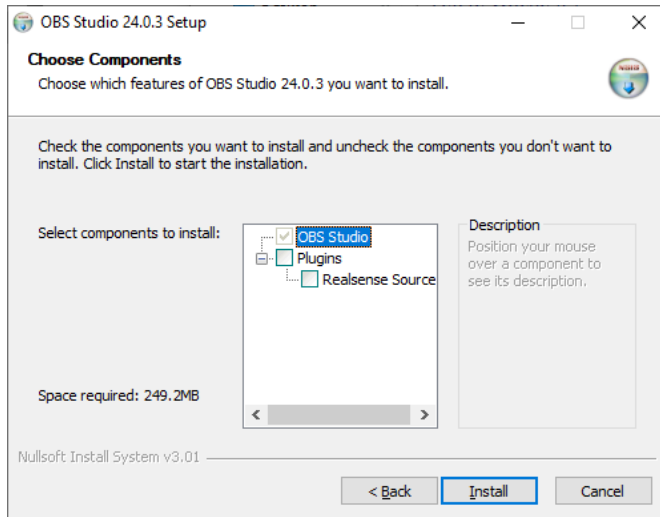 OBS Studio 24.0.3 Setup
Choose Components
Choose which features of OBS Studio 24.0.3 you want to install.
Check the components you want to install and uncheck the components you don't want to
install. Click Install to start the installation.
Select components to install:
OBS Studio
Plugins
Realsense Source
Description
Position your mouse
over a component to
see its description.
Space required: 249.2MB
Nullsoft Install System v3.01
< Back
Install
Cancel